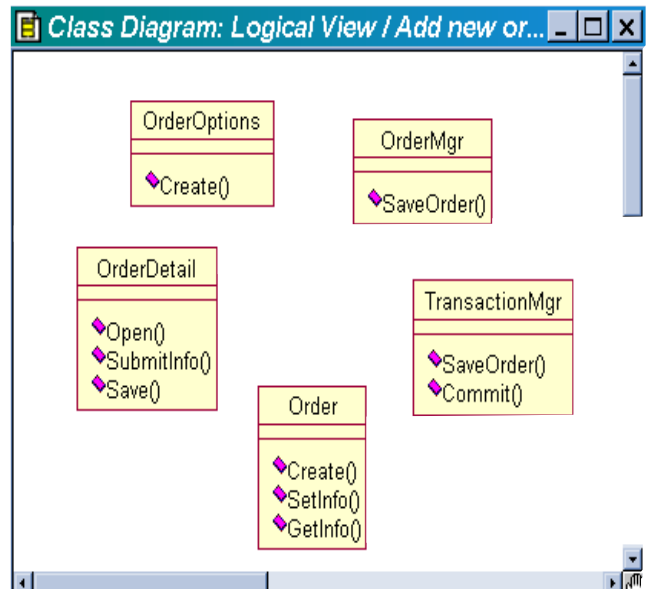 Class Diagram: Logical View / Add new or...
OrderOptions
Create()
OrderMgr
SaveOrder()
OrderDetail
Open()
SubmitInfo()
Save()
TransactionMgr
SaveOrder()
Commit()
Order
Create()
SetInfo()
GetInfo()